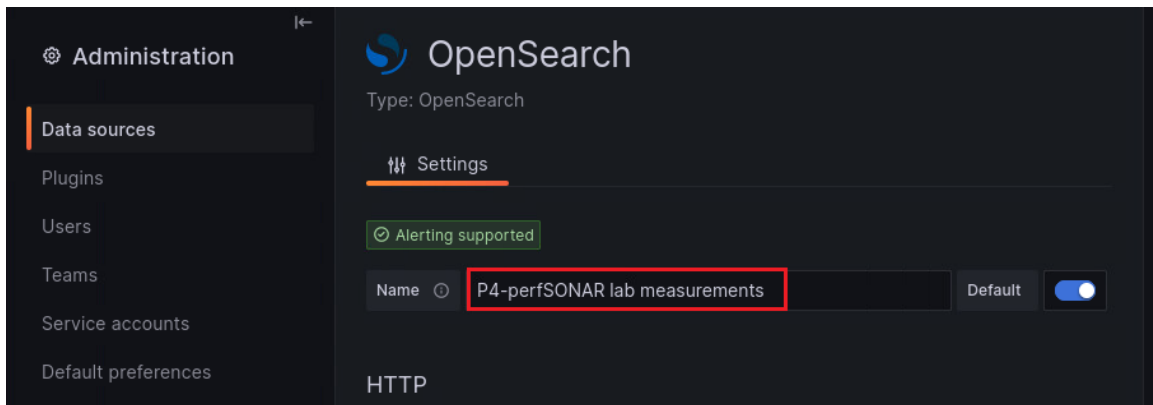 Administration
Data sources
Plugins
Users
Teams
Service accounts
Default preferences
OpenSearch
Type: OpenSearch
Settings
Alerting supported
Name P4-perfSONAR lab measurements Default
HTTP